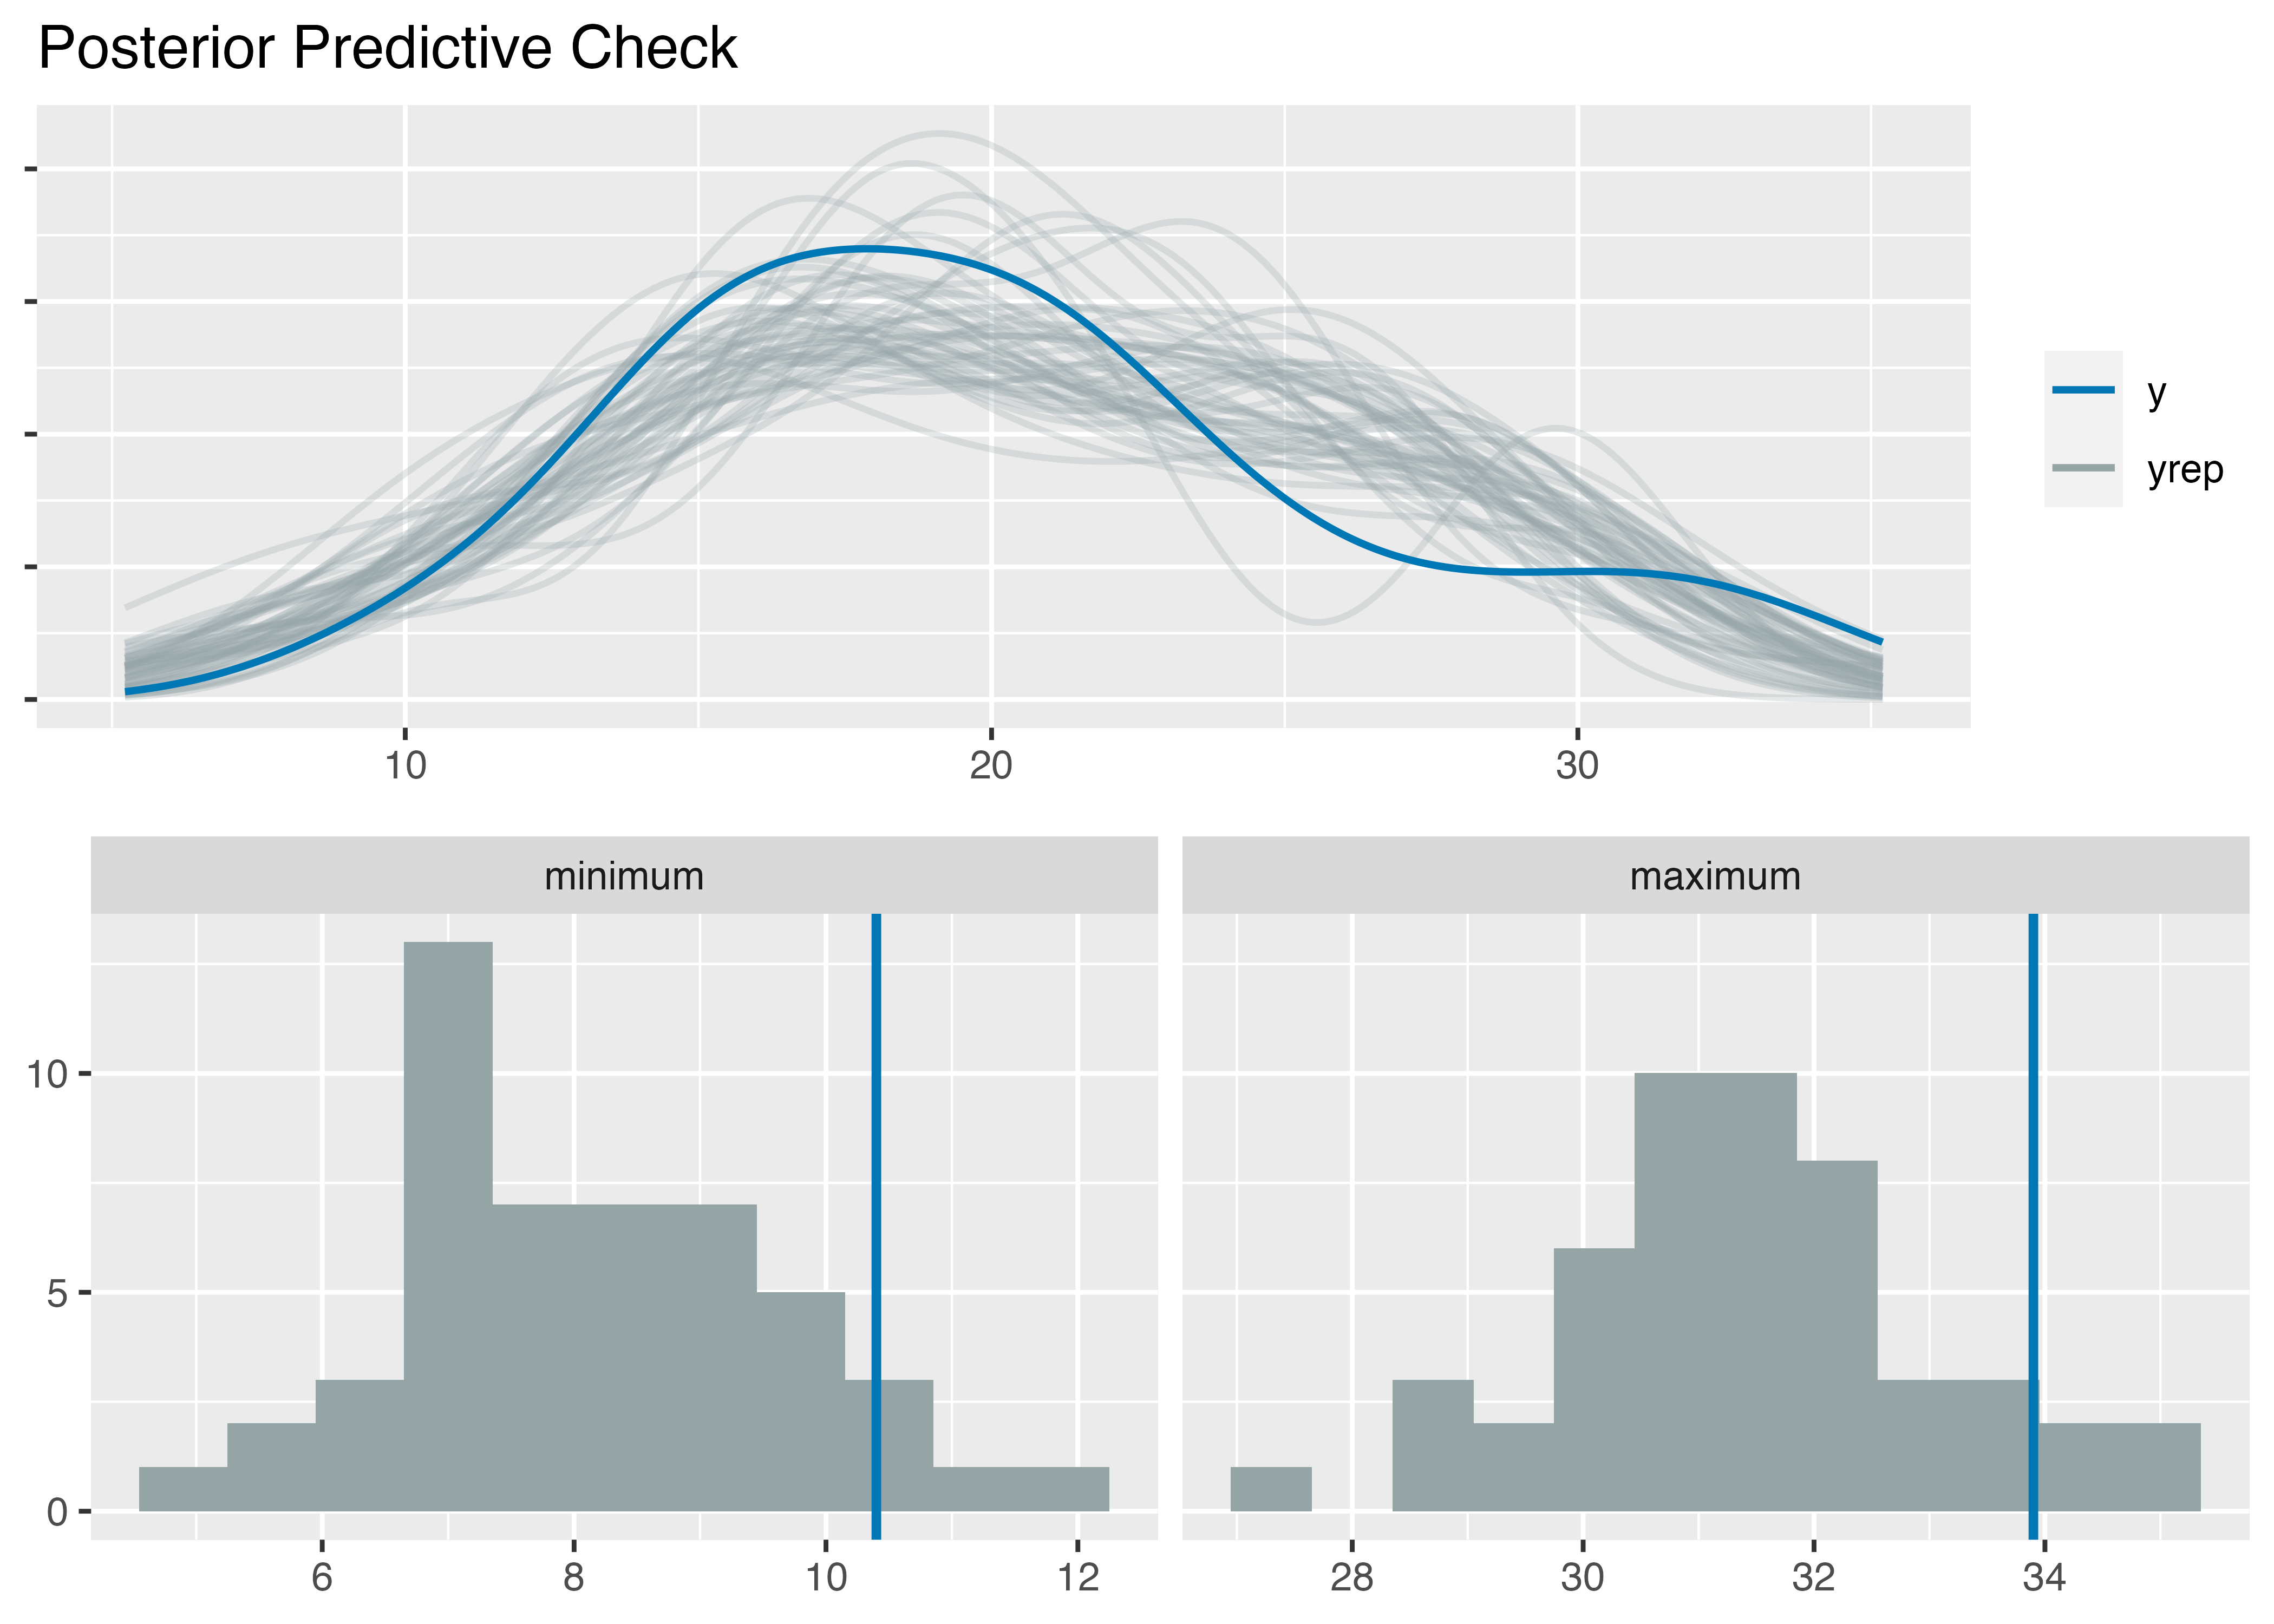 Posterior Predictive Check
y
yrep
10 20 30
minimum maximum
10
5
0
6 8 10 12 28 30 32 34